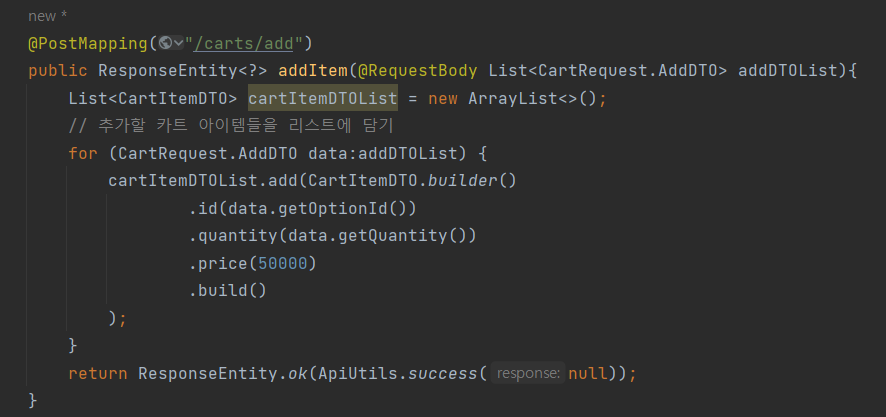 new *
@PostMapping("/carts/add")
public ResponseEntity<?> addItem(@RequestBody List<CartRequest.AddDTO> addDTOList){
List<CartItemDTO> cartItemDTOList = new ArrayList<>();
// 추가할 카트 아이템들을 리스트에 담기
for (CartRequest.AddDTO data:addDTOList) {
cartItemDTOList.add(CartItemDTO.builder()
.id(data.getOptionId())
.quantity(data.getQuantity())
.price(50000)
.build()
);
}
return ResponseEntity.ok(ApiUtils.success( response: null));
}